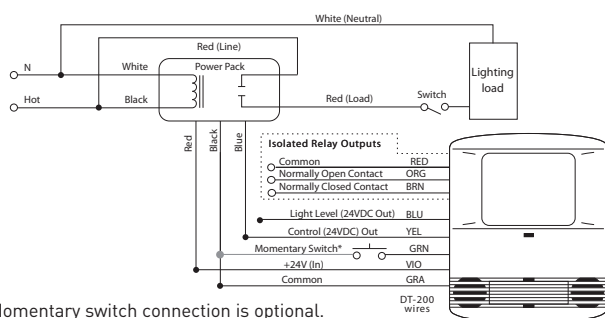 White (Neutral)
Red (Line)
N
White
Power Pack
Lighting
load
Hot
Black
Red (Load)
Switch
Red
Black
Blue
Isolated Relay Outputs
Common RED
Normally Open Contact ORG
Normally Closed Contact BRN
Light Level (24VDC Out) BLU
Control (24VDC) Out YEL
Momentary Switch* GRN
+24V (In) VIO
Common GRA
DT-200
wires
Momentary switch connection is optional.